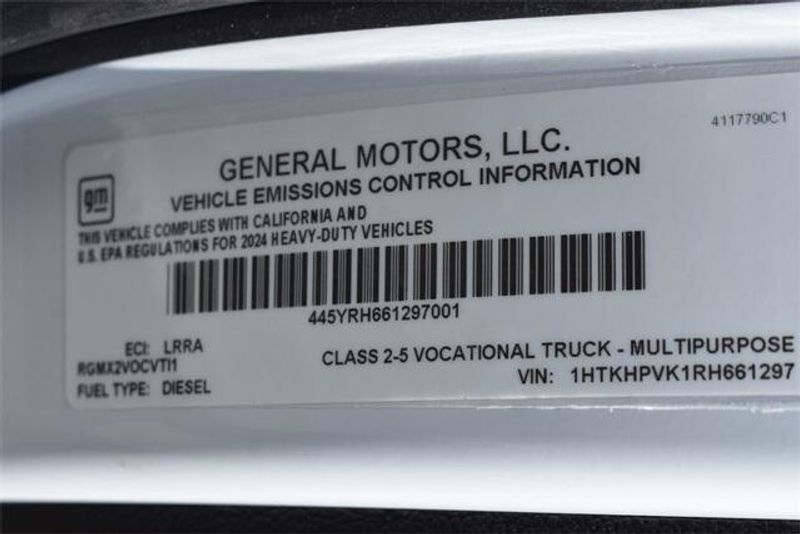 4117790C1
gm
GENERAL MOTORS, LLC.
VEHICLE EMISSIONS CONTROL INFORMATION
THIS VEHICLE COMPLIES WITH CALIFORNIA AND
U.S. EPA REGULATIONS FOR 2024 HEAVY-DUTY VEHICLES
445YRH661297001
ECI: LRRA
RGMX2VOCVTI1
FUEL TYPE: DIESEL
CLASS 2-5 VOCATIONAL TRUCK - MULTIPURPOSE
VIN: 1HTKHPVK1RH661297